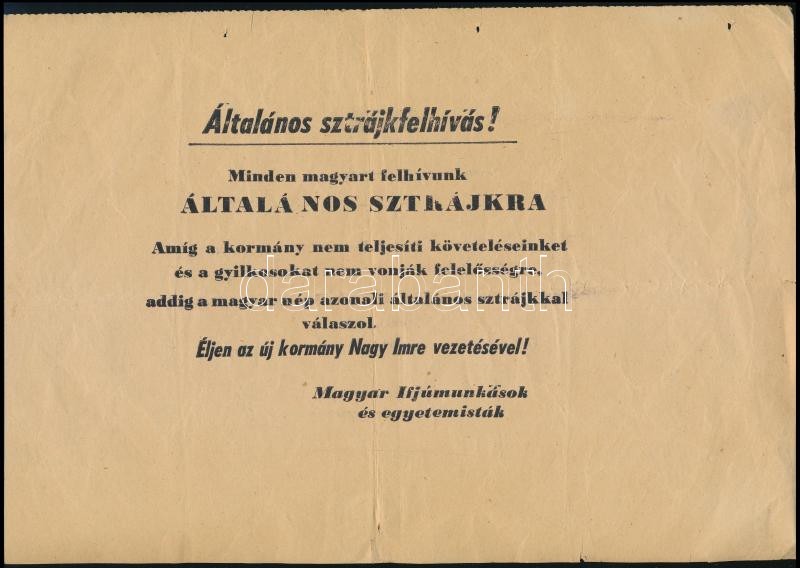 Általános sztrájkfelhívás!
Minden magyart felhívunk
ÁLTALÁNOS SZTRÁJKRA
Amíg a kormány nem teljesíti követeléseinket
és a gyilkosokat nem vonják felelősségre,
addig a magyar nép azonali általános sztrájkkal
válaszol.
Éljen az új kormány Nagy Imre vezetésével!
Magyar Ifjúmunkások
és egyetemisták
darabanth